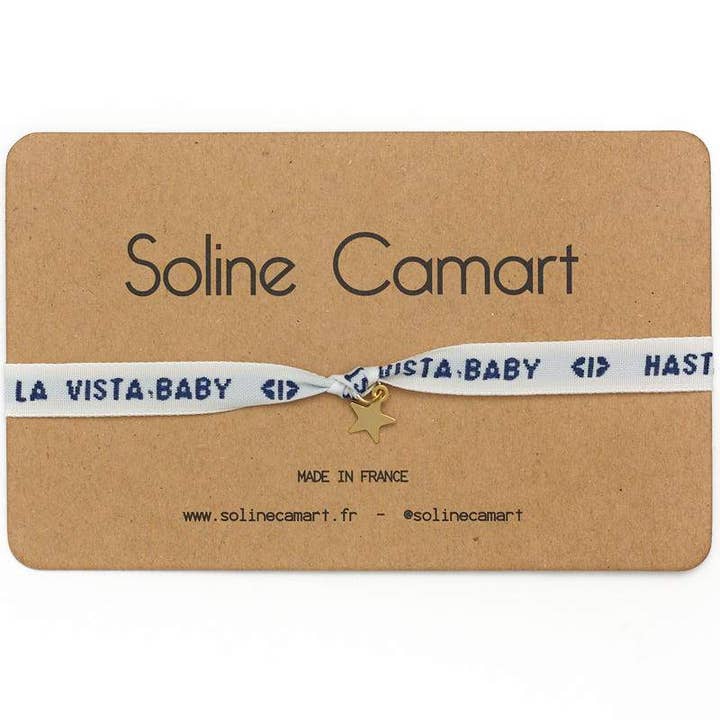 Soline Camart
LA VISTA.BABY <I> VISTA.BABY <I> HAST
MADE IN FRANCE
www.solinecamart.fr - @solinecamart